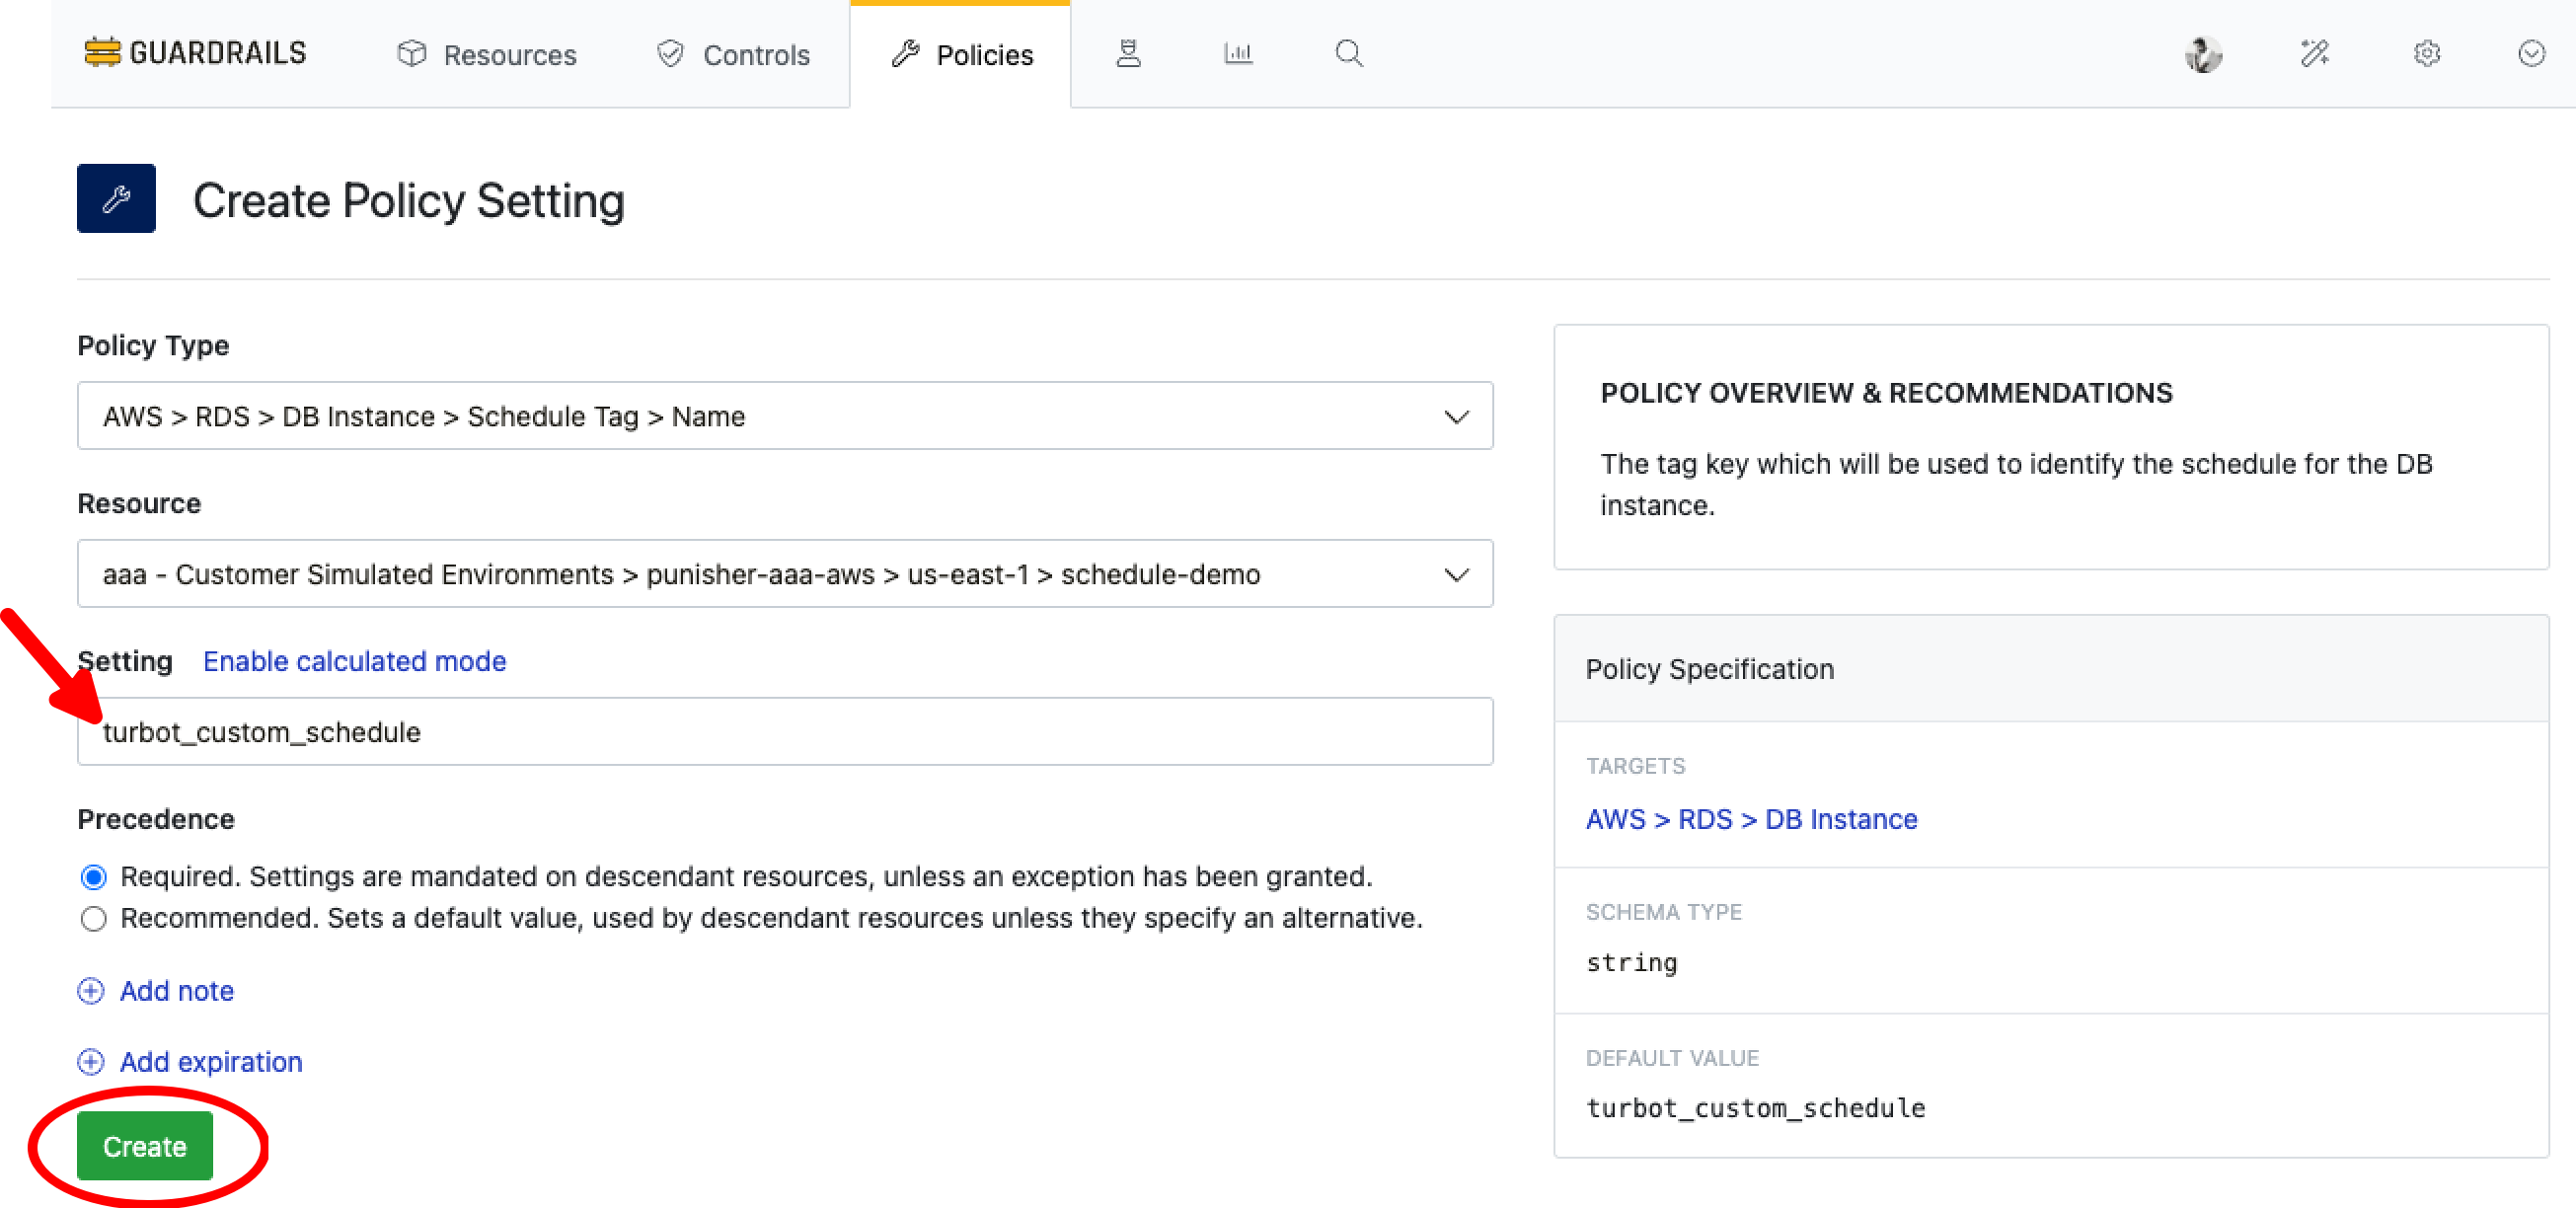 GUARDRAILS
Resources
Controls
Policies
Create Policy Setting
Policy Type
AWS > RDS > DB Instance > Schedule Tag > Name
Resource
aaa - Customer Simulated Environments > punisher-aaa-aws > us-east-1 > schedule-demo
Setting Enable calculated mode
turbot_custom_schedule
Precedence
Required. Settings are mandated on descendant resources, unless an exception has been granted.
Recommended. Sets a default value, used by descendant resources unless they specify an alternative.
Add note
Add expiration
Create
POLICY OVERVIEW & RECOMMENDATIONS
The tag key which will be used to identify the schedule for the DB
instance.
Policy Specification
TARGETS
AWS > RDS > DB Instance
SCHEMA TYPE
string
DEFAULT VALUE
turbot_custom_schedule